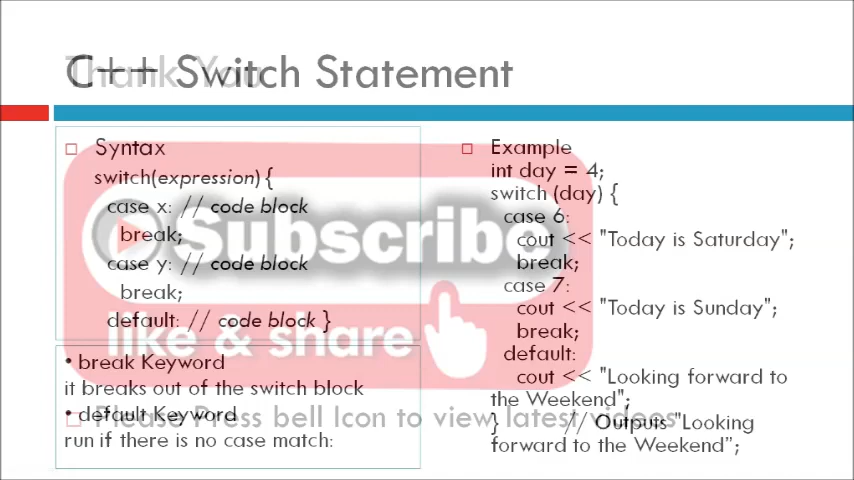 C++ Switch Statement
Thank You
Syntax
switch(expression) {
case x: // code block
break;
case y: // code block
break;
default: // code block }
• break Keyword
it breaks out of the switch block
• default Keyword
run if there is no case match:
Example
int day = 4;
switch (day) {
case 6:
cout << "Today is Saturday";
break;
case 7:
cout << "Today is Sunday";
break;
default:
cout << "Looking forward to
the Weekend";
} // Outputs "Looking
forward to the Weekend”;
Subscribe
like & share
Please Press bell Icon to view latest videos